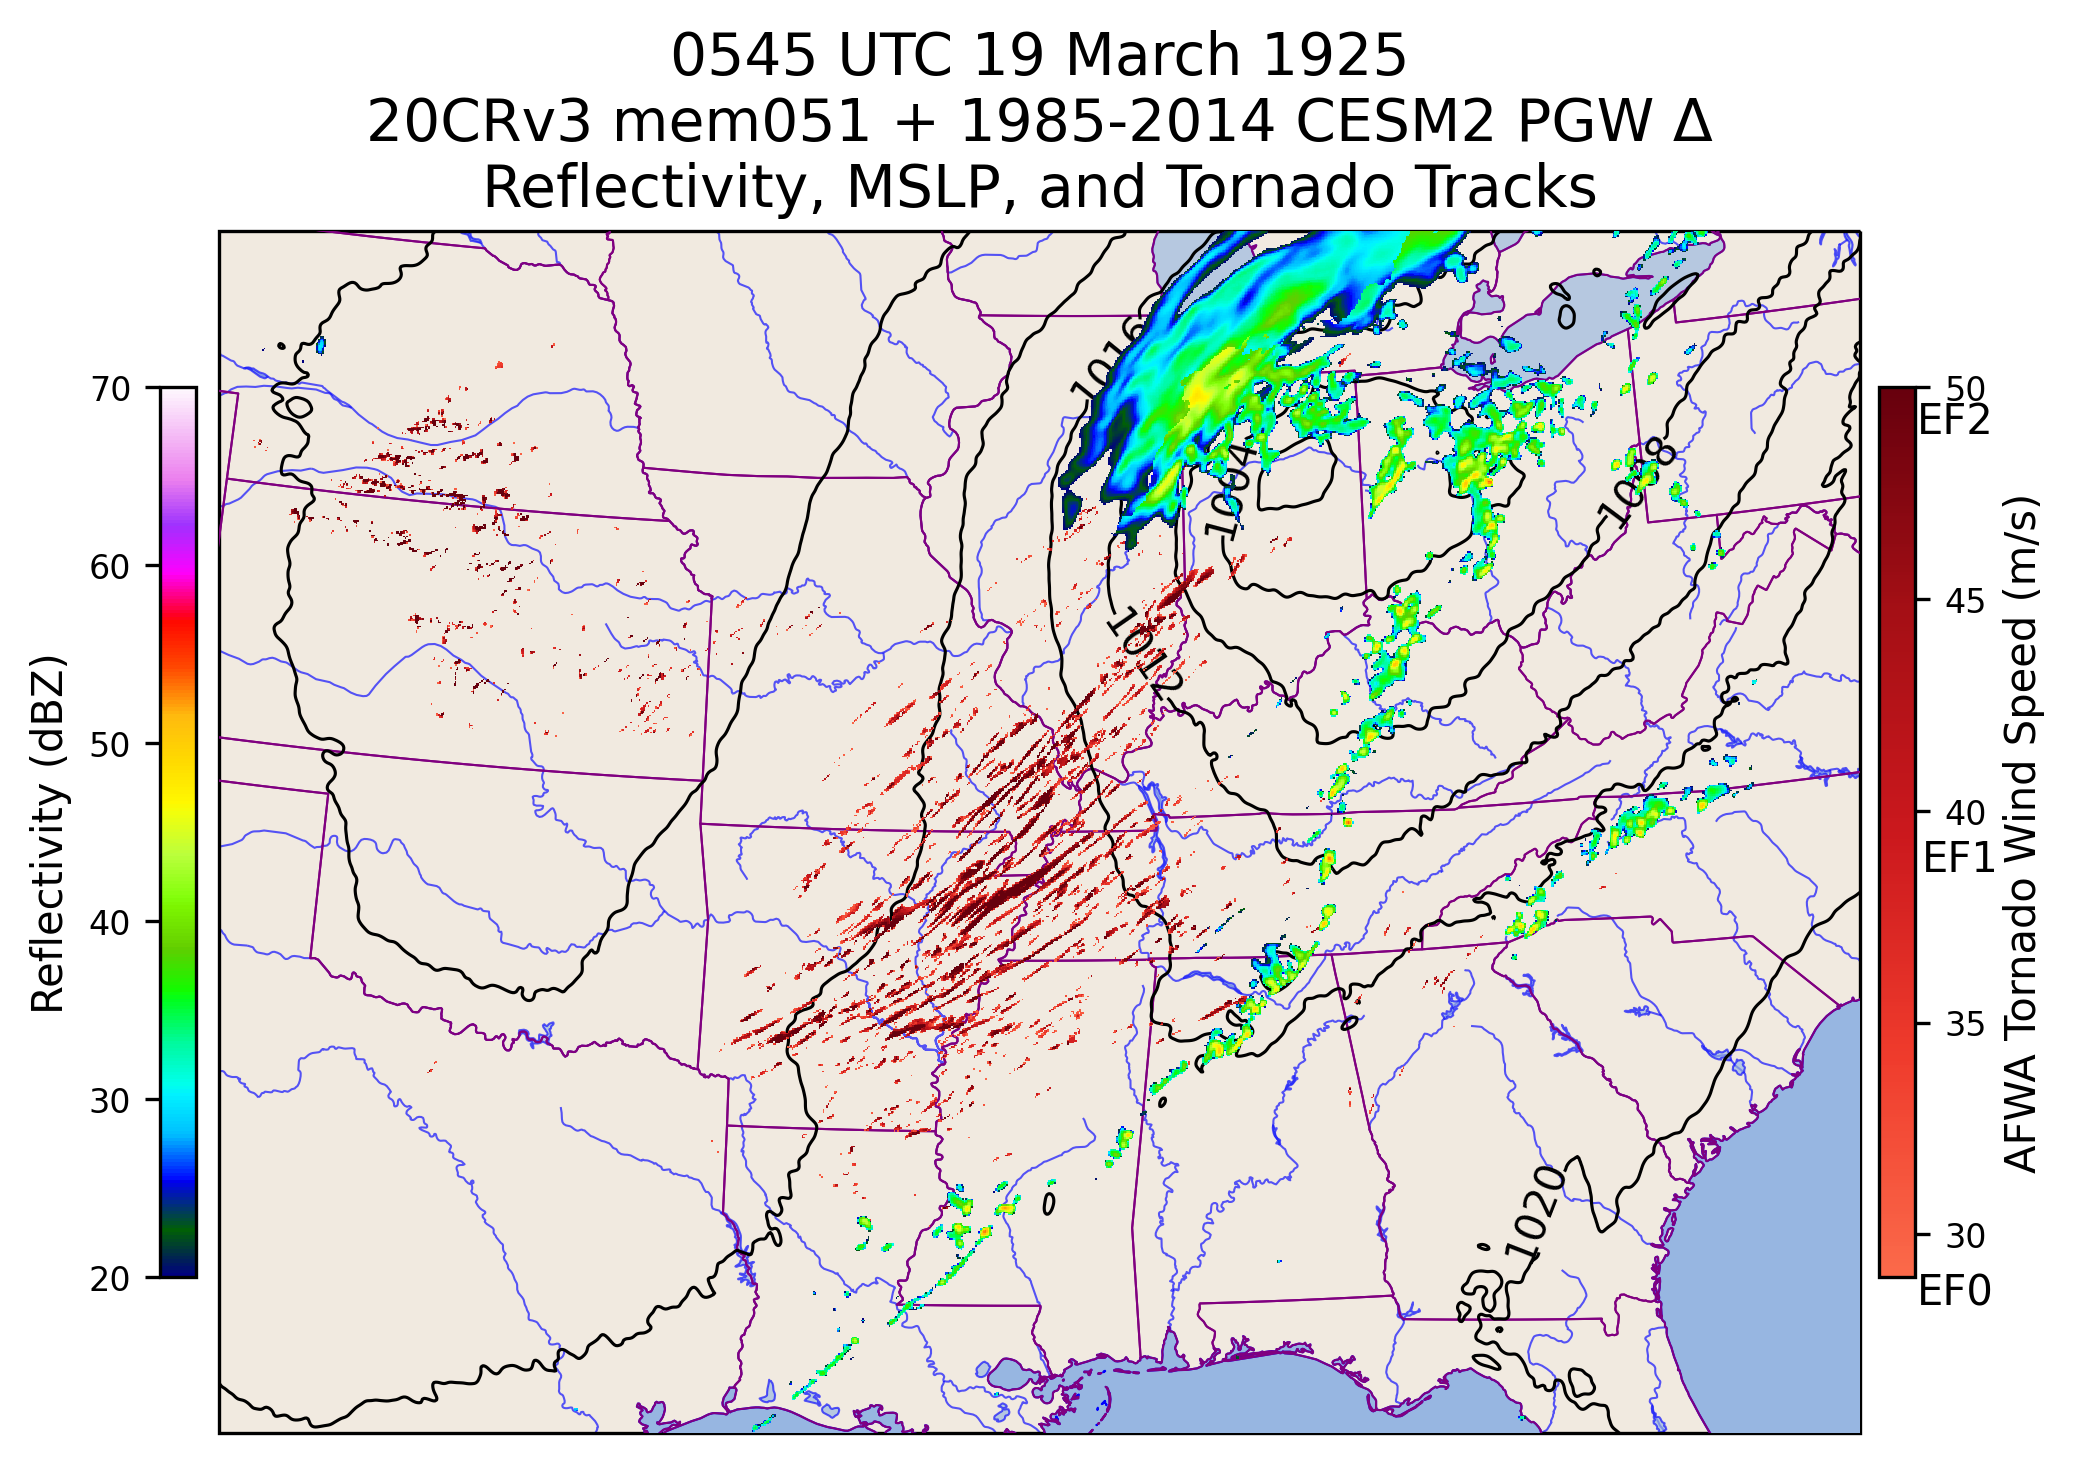 0545 UTC 19 March 1925
20CRv3 mem051 + 1985-2014 CESM2 PGW Δ
Reflectivity, MSLP, and Tornado Tracks
70
60
50
40
30
20
Reflectivity (dBZ)
1016
1004
1008
1012
1020
50
EF2
45
40
EF1
35
30
EF0
AFWA Tornado Wind Speed (m/s)